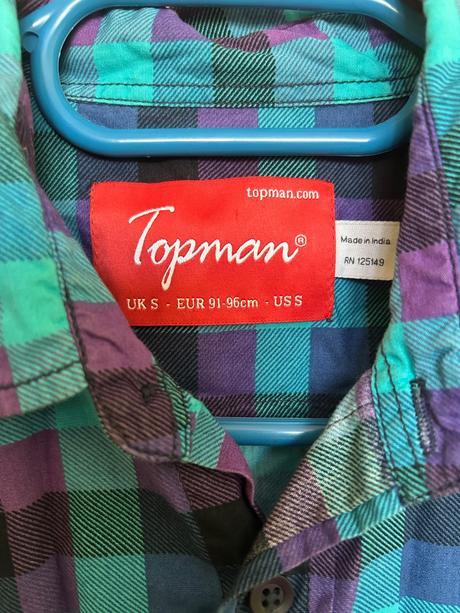 topman.com
Topman®
UK S - EUR 91-96cm - US S
Made in India
RN 125149